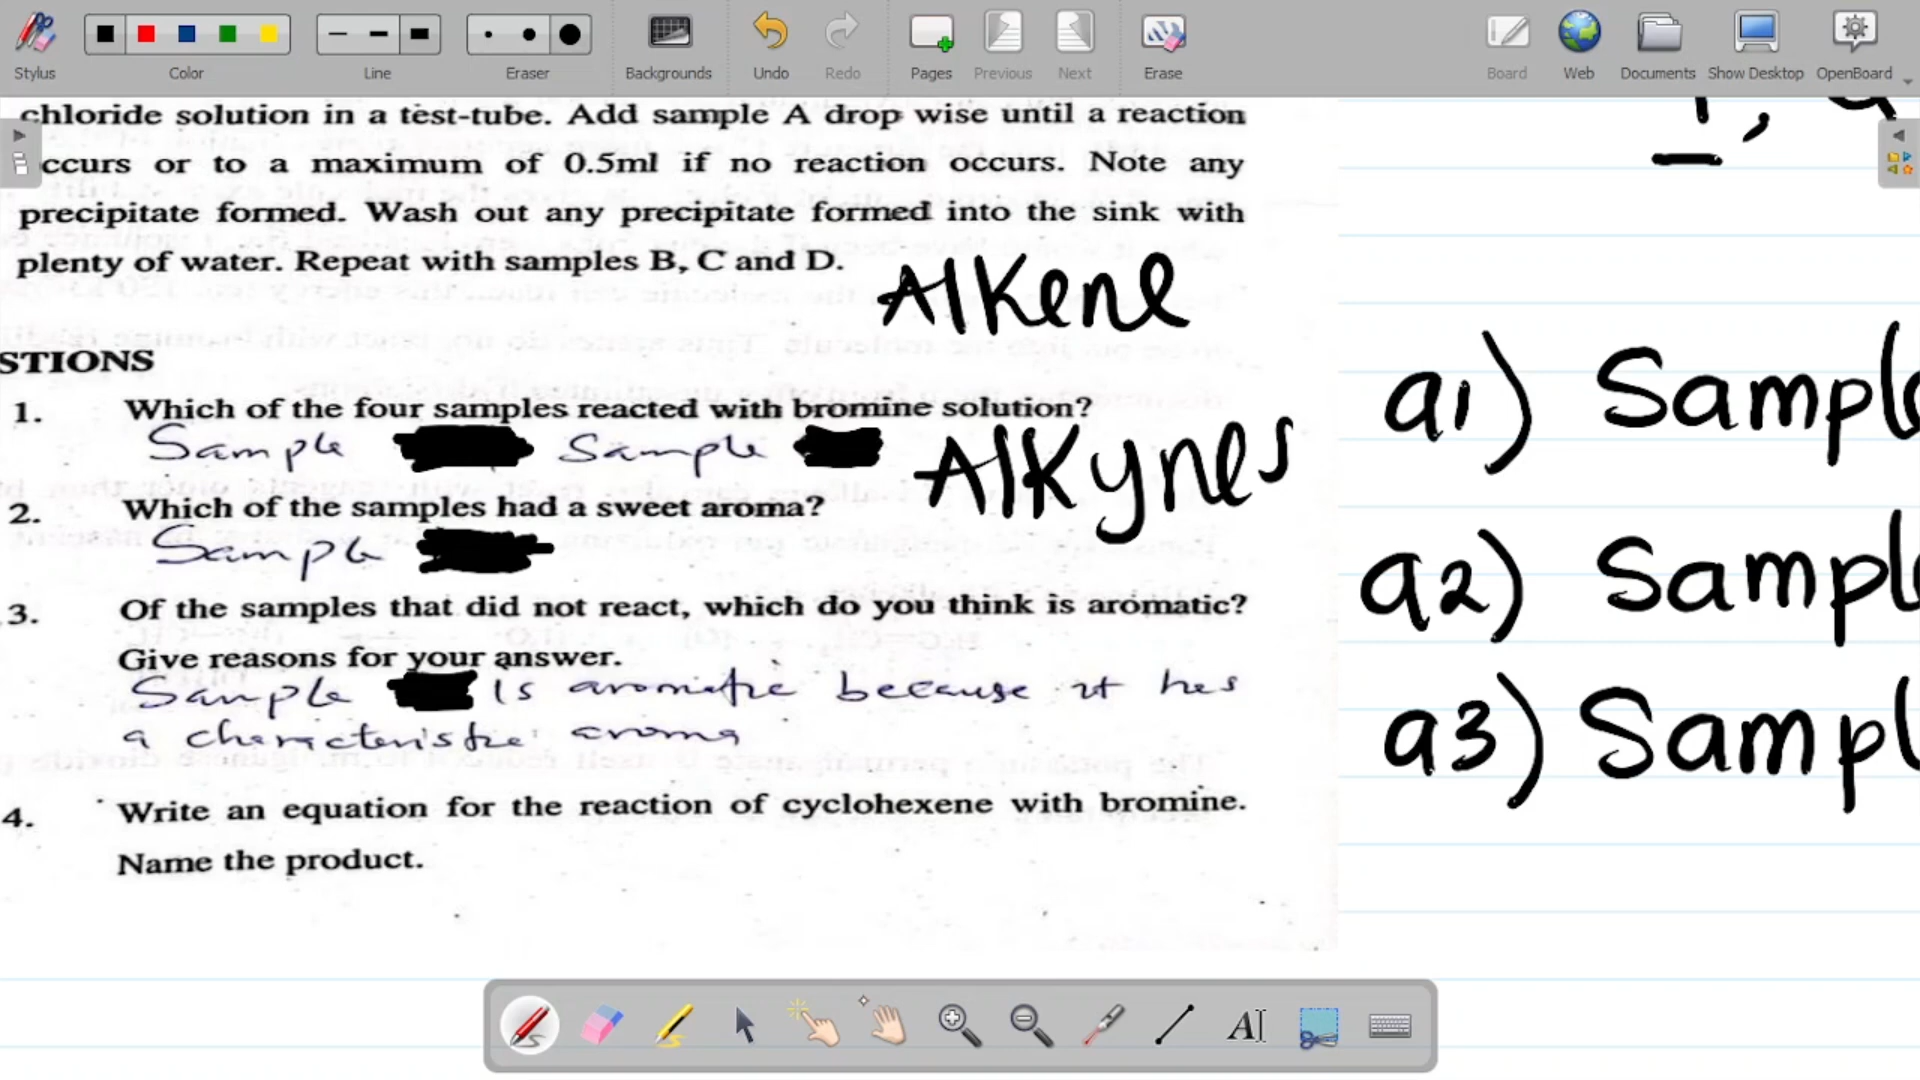 Stylus
Color
Line
Eraser
Backgrounds
Undo
Redo
Pages
Previous
Next
Erase
Board
Web
Documents
Show Desktop
OpenBoard
chloride solution in a test-tube. Add sample A drop wise until a reaction
ccurs or to a maximum of 0.5ml if no reaction occurs. Note any
precipitate formed. Wash out any precipitate formed into the sink with
plenty of water. Repeat with samples B, C and D.
Alkene
STIONS
1. Which of the four samples reacted with bromine solution?
Sample Sample
Alkynes
2. Which of the samples had a sweet aroma?
Sample
3. Of the samples that did not react, which do you think is aromatic?
Give reasons for your answer.
Sample is aromatic because it has
a characteristic aroma
4. Write an equation for the reaction of cyclohexene with bromine.
Name the product.
a1) Sample
a2) Sampl
a3) Sampl